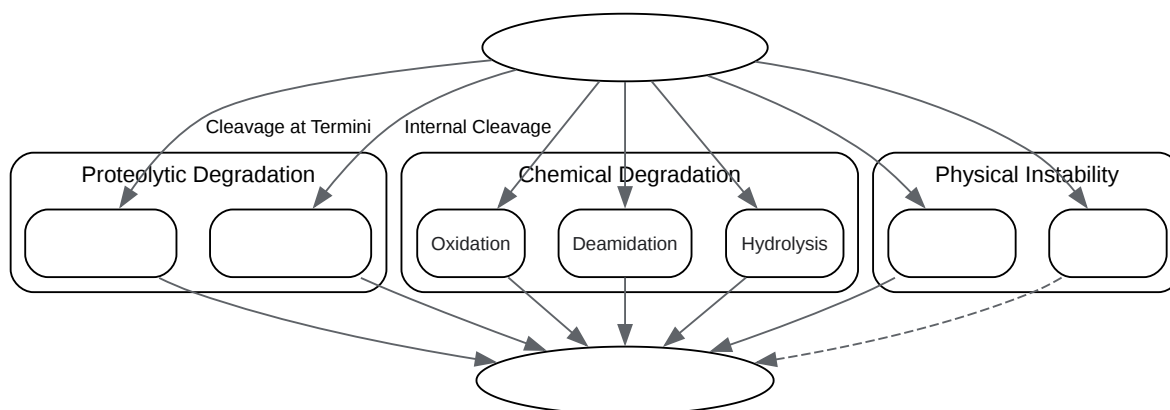 Cleavage at Termini
Internal Cleavage
Proteolytic Degradation
Chemical Degradation
Physical Instability
Oxidation
Deamidation
Hydrolysis